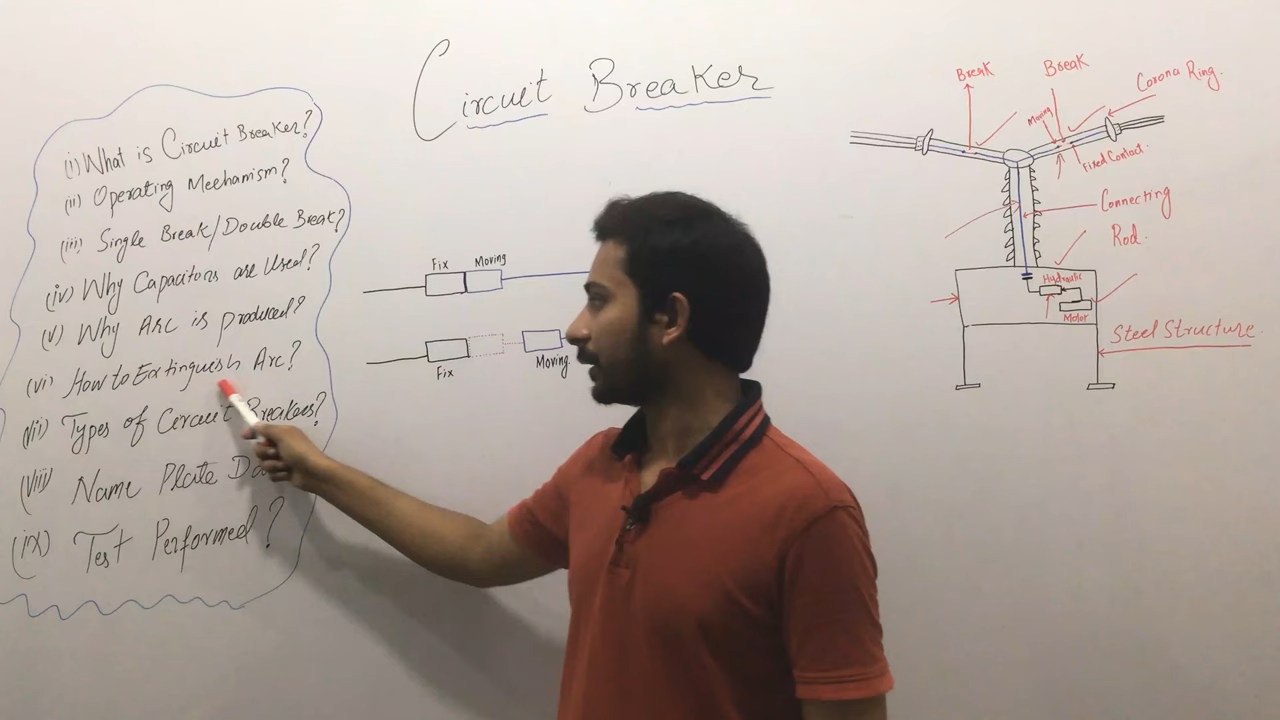 Circuit Breaker
(i) What is Circuit Breaker?
(ii) Operating Mechanism?
(iii) Single Break/Double Break?
(iv) Why Capacitors are Used?
(v) Why Arc is produced?
(vi) How to Extinguish Arc?
(vii) Types of Circuit Breakers?
(viii) Name Plate
(ix) Test Performed?
Fix Moving
Fix Moving
Break
Break
Corona Ring.
Moving
Fixed Contact.
Connecting
Rod.
Hydraulic
Motor
Steel Structure.